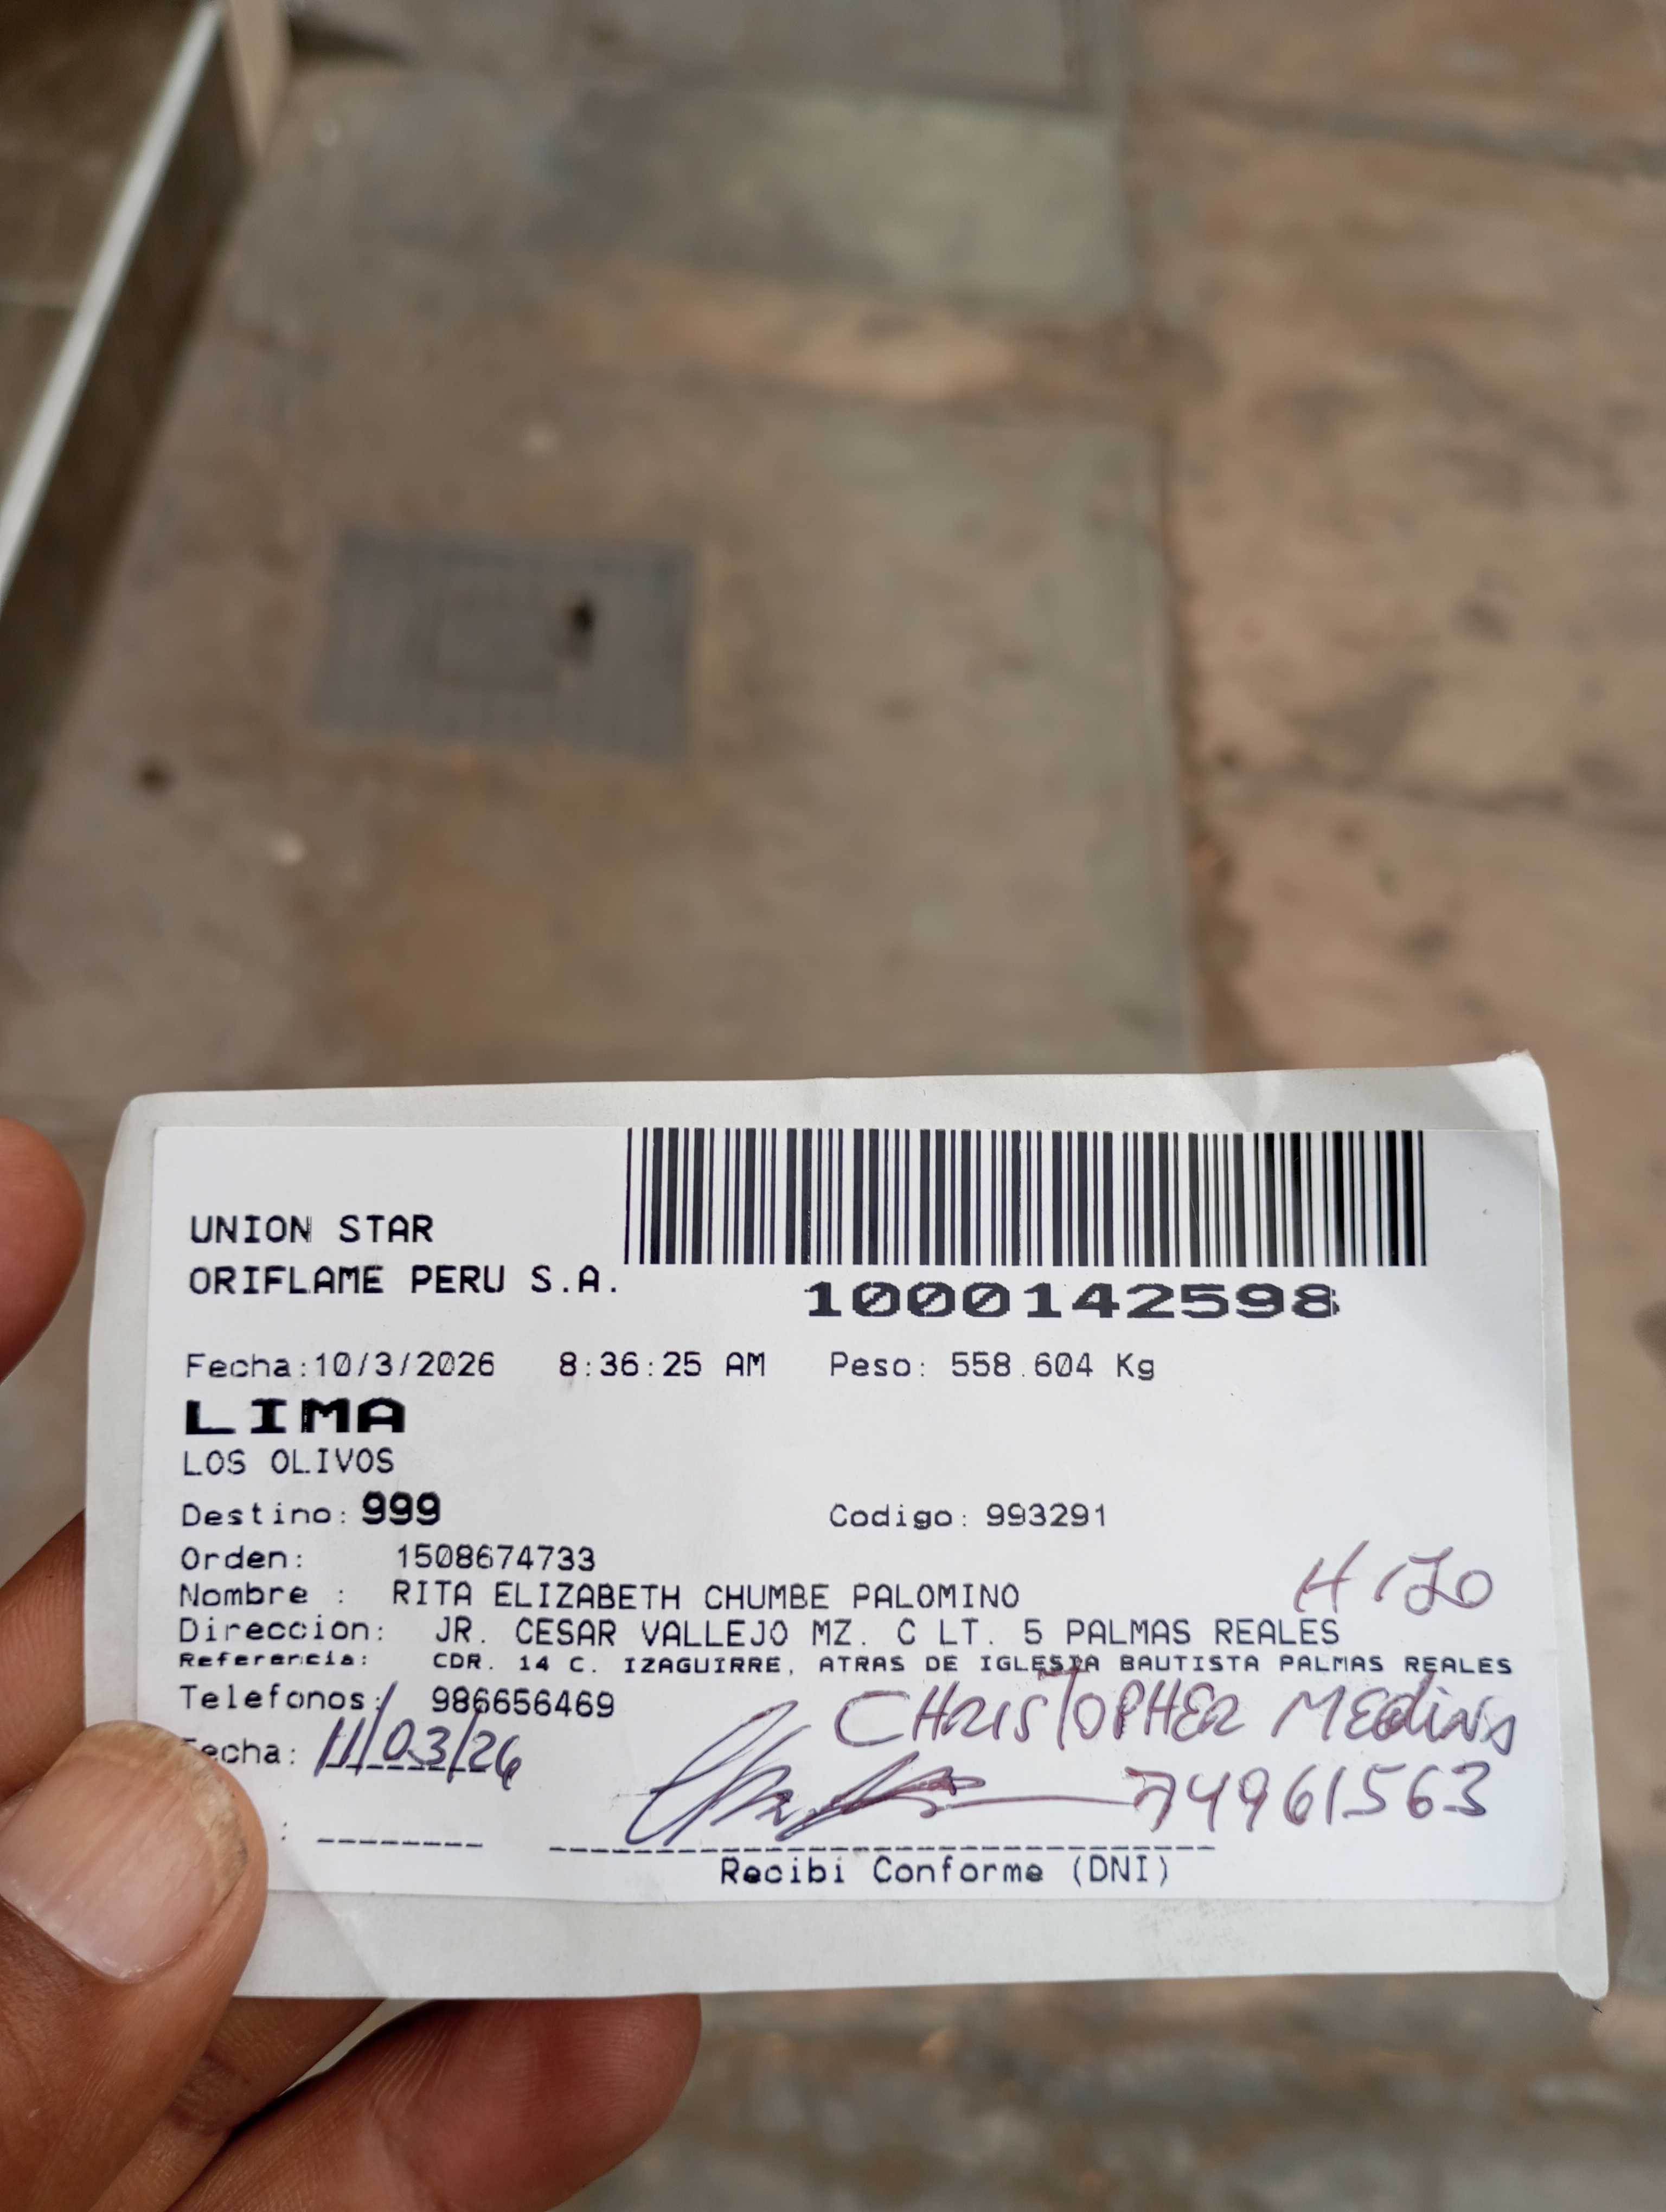 UNION STAR
ORIFLAME PERU S.A.
1000142598
Fecha:10/3/2026 8:36:25 AM Peso: 558.604 Kg
LIMA
LOS OLIVOS
Destino: 999 Codigo: 993291
Orden: 1508674733
Nombre : RITA ELIZABETH CHUMBE PALOMINO
HIJO
Direccion: JR. CESAR VALLEJO MZ. C LT. 5 PALMAS REALES
Referencia: CDR. 14 C. IZAGUIRRE, ATRAS DE IGLESIA BAUTISTA PALMAS REALES
Telefonos: 986656469
CHRISTOPHER MEDINA
Fecha: 11/03/26
74961563
: --------
Recibi Conforme (DNI)